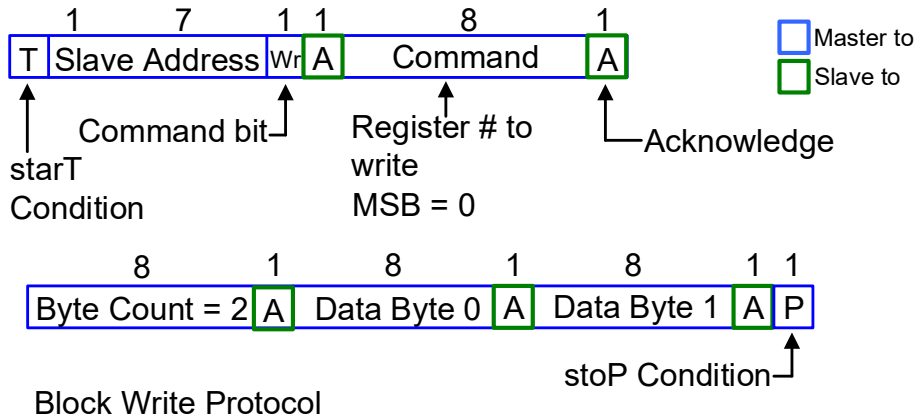 1 7 1 1 8 1
T Slave Address Wr A Command A
Master to
Slave to
Command bit
Register # to
write
MSB = 0
Acknowledge
starT
Condition
8 1 8 1 8 1 1
Byte Count = 2 A Data Byte 0 A Data Byte 1 A P
stoP Condition
Block Write Protocol